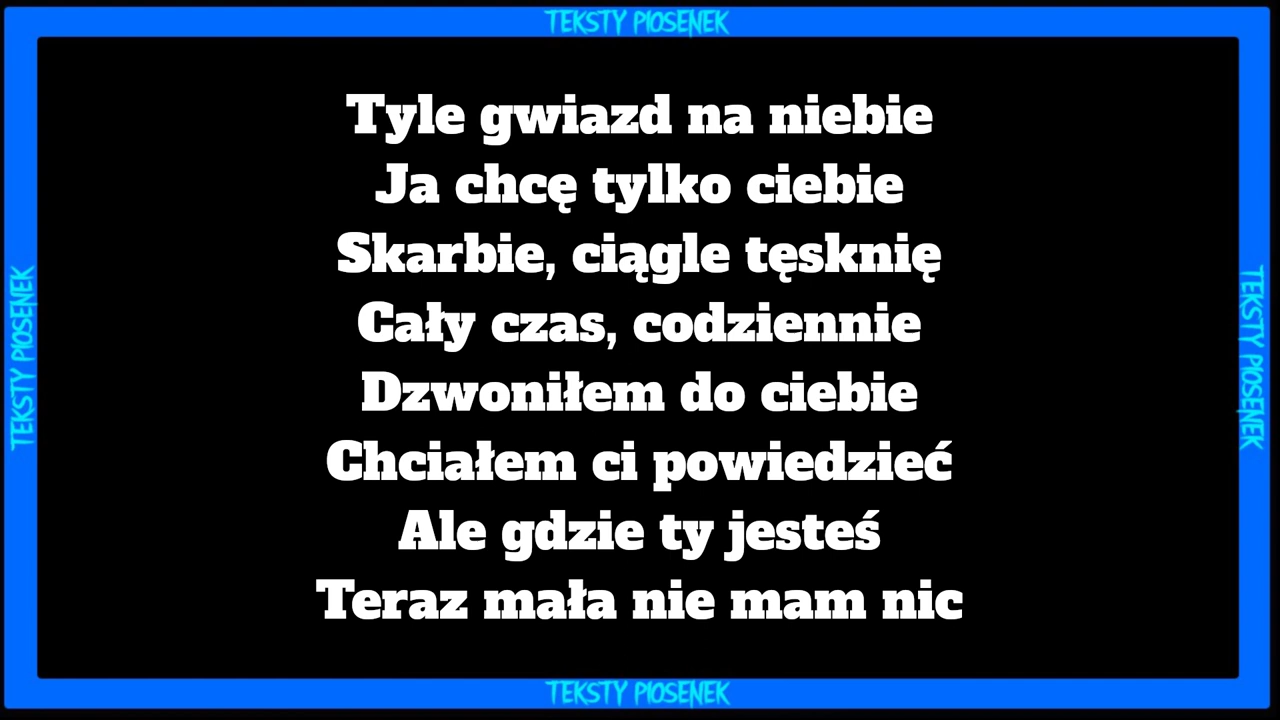 TEKSTY PIOSENEK
Tyle gwiazd na niebie
Ja chcę tylko ciebie
Skarbie, ciągle tęsknię
Cały czas, codziennie
Dzwoniłem do ciebie
Chciałem ci powiedzieć
Ale gdzie ty jesteś
Teraz mała nie mam nic
TEKSTY PIOSENEK
TEKSTY PIOSENEK
TEKSTY PIOSENEK